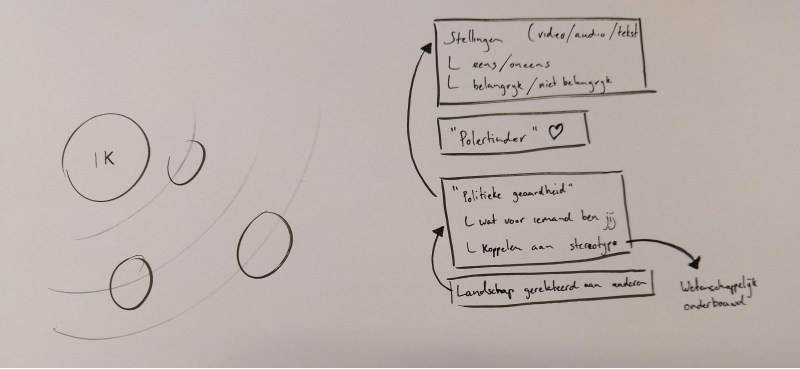 IK
Stellingen (video/audio/tekst
L eens/oneens
L belangrijk/niet belangrijk
"Polertinder" ♡
"Politieke geaardheid"
L wat voor iemand ben jij
L Koppelen aan stereotype
Landschap gerelateerd aan anderen
Wetenschappelijk
onderbouwd